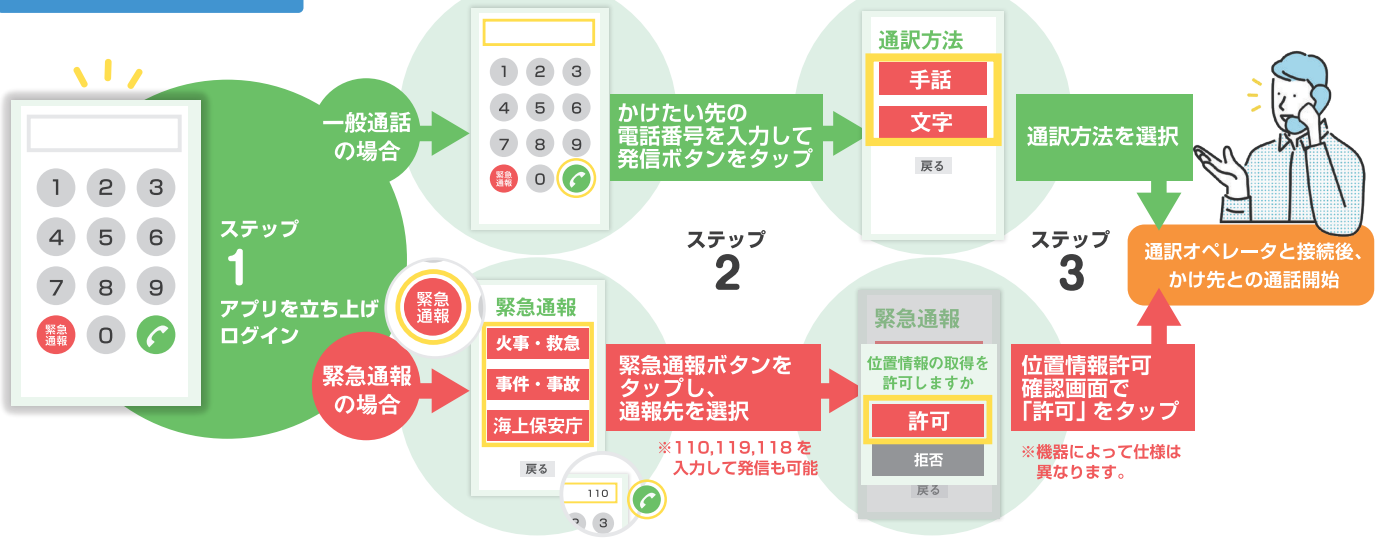 1 2 3
4 5 6
7 8 9
緊急
通報
0
ステップ
1
アプリを立ち上げ
ログイン
一般通話
の場合
1 2 3
4 5 6
7 8 9
緊急
通報
0
かけたい先の
電話番号を入力して
発信ボタンをタップ
通訳方法
手話
文字
戻る
通訳方法を選択
緊急
通報
緊急通報
の場合
緊急通報
火事・救急
事件・事故
海上保安庁
戻る
110
2 3
ステップ
2
緊急通報ボタンを
タップし、
通報先を選択
※110,119,118 を
入力して発信も可能
緊急通報
位置情報の取得を
許可しますか
許可
拒否
戻る
ステップ
3
位置情報許可
確認画面で
「許可」をタップ
※機器によって仕様は
異なります。
通訳オペレータと接続後、
かけ先との通話開始